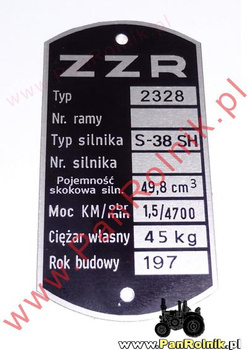 ZZR
Typ 2328
Nr. ramy
Typ silnika S-38 SH
Nr. silnika
Pojemność skokowa siln. 49,8 cm³
Moc KM/obr min 1,5/4700
Ciężar własny 45 kg
Rok budowy 197
www.PanRolnik.pl
www.PanRolnik.pl